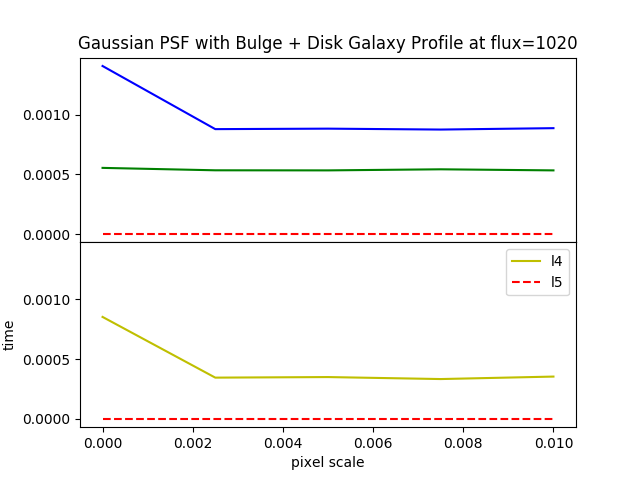 Gaussian PSF with Bulge + Disk Galaxy Profile at flux=1020
0.0010
0.0005
0.0000
l4
l5
0.0010
0.0005
0.0000
time
0.000 0.002 0.004 0.006 0.008 0.010
pixel scale